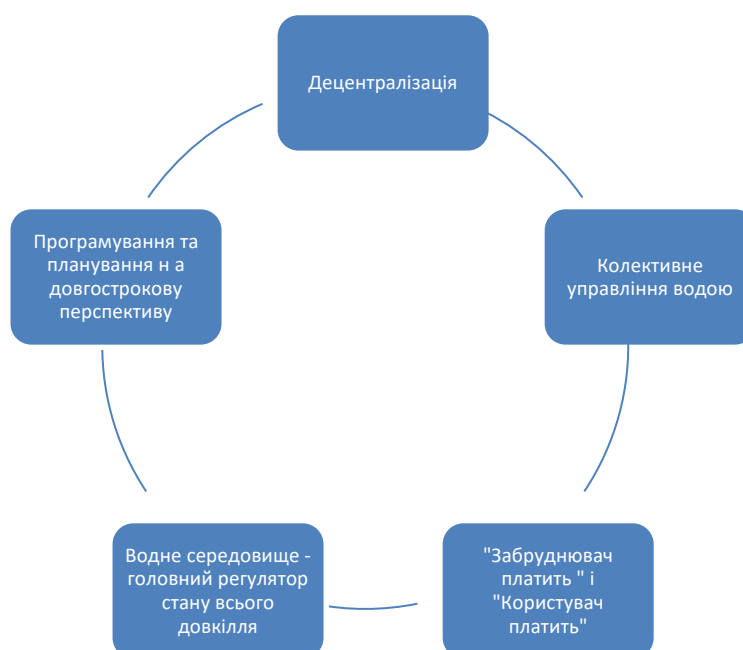 Децентралізація
Колективне
управління водою
"Забруднювач
платить " і
"Користувач
платить"
Водне середовище -
головний регулятор
стану всього
довкілля
Програмування та
планування н а
довгострокову
перспективу